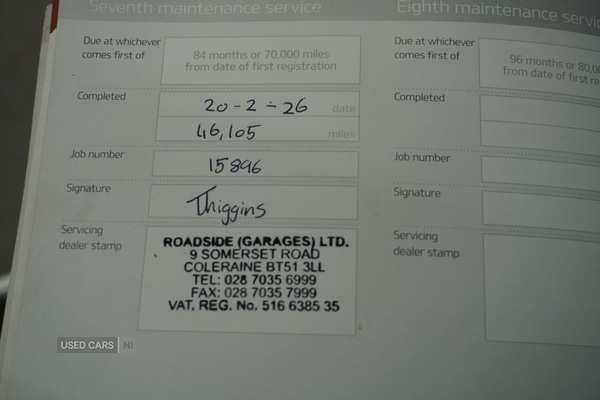 Seventh maintenance service
Due at whichever comes first of
84 months or 70,000 miles
from date of first registration
Completed
20-2-26 date
46,105 miles
Job number
15896
Signature
Thiggins
Servicing
dealer stamp
ROADSIDE (GARAGES) LTD.
9 SOMERSET ROAD
COLERAINE BT51 3LL
TEL: 028 7035 6999
FAX: 028 7035 7999
VAT. REG. No. 516 6385 35
Eighth maintenance servic
Due at whichever
comes first of
96 months or 80,00
from date of first re
Completed
Job number
Signature
Servicing
dealer stamp
USED CARS NI